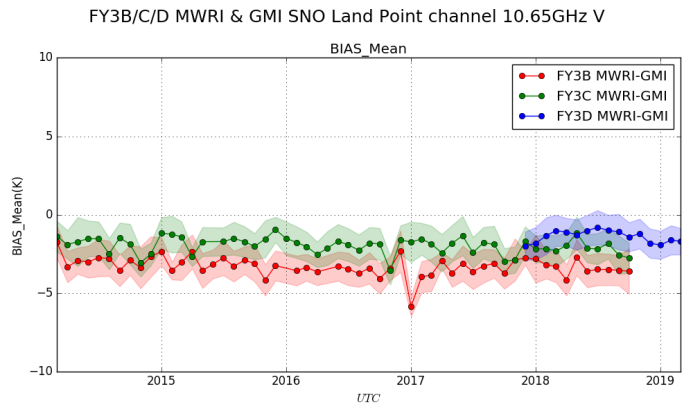 FY3B/C/D MWRI & GMI SNO Land Point channel 10.65GHz V
BIAS_Mean
10
5
0
−5
−10
BIAS_Mean(K)
FY3B MWRI-GMI
FY3C MWRI-GMI
FY3D MWRI-GMI
2015 2016 2017 2018 2019
UTC